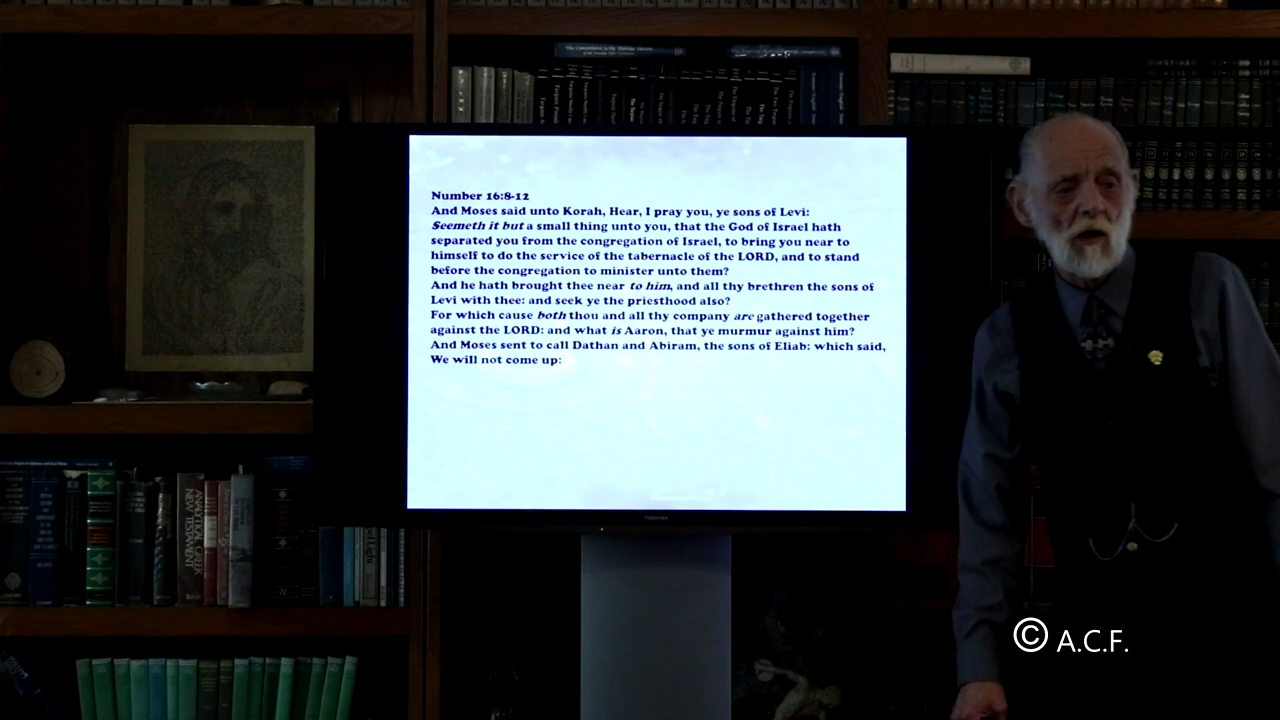 Number 16:8-12
And Moses said unto Korah, Hear, I pray you, ye sons of Levi:
Seemeth it but a small thing unto you, that the God of Israel hath
separated you from the congregation of Israel, to bring you near to
himself to do the service of the tabernacle of the LORD, and to stand
before the congregation to minister unto them?
And he hath brought thee near to him, and all thy brethren the sons of
Levi with thee: and seek ye the priesthood also?
For which cause both thou and all thy company are gathered together
against the LORD: and what is Aaron, that ye murmur against him?
And Moses sent to call Dathan and Abiram, the sons of Eliab: which said,
We will not come up:
TOSHIBA
ANALYTICAL GREEK
NEW TESTAMENT
© A.C.F.